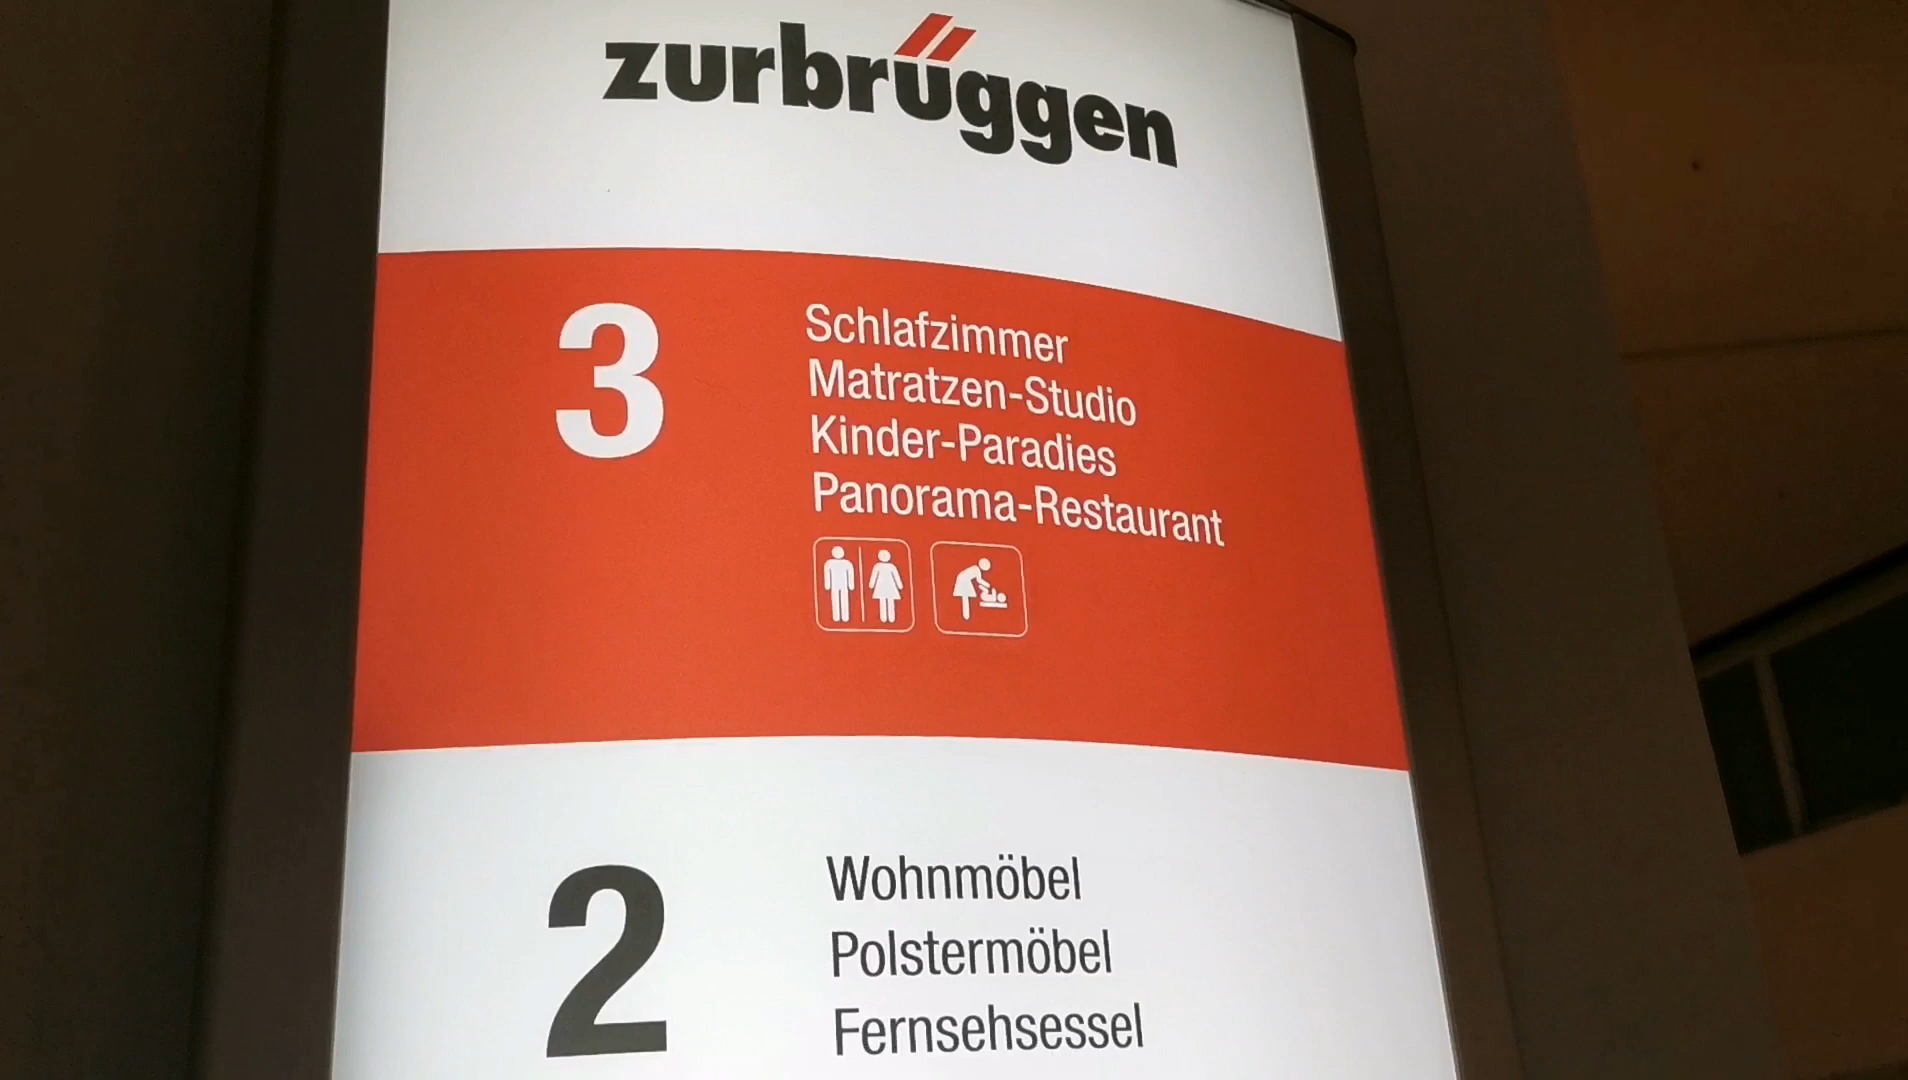 zurbrüggen
3
Schlafzimmer
Matratzen-Studio
Kinder-Paradies
Panorama-Restaurant
2
Wohnmöbel
Polstermöbel
Fernsehsessel